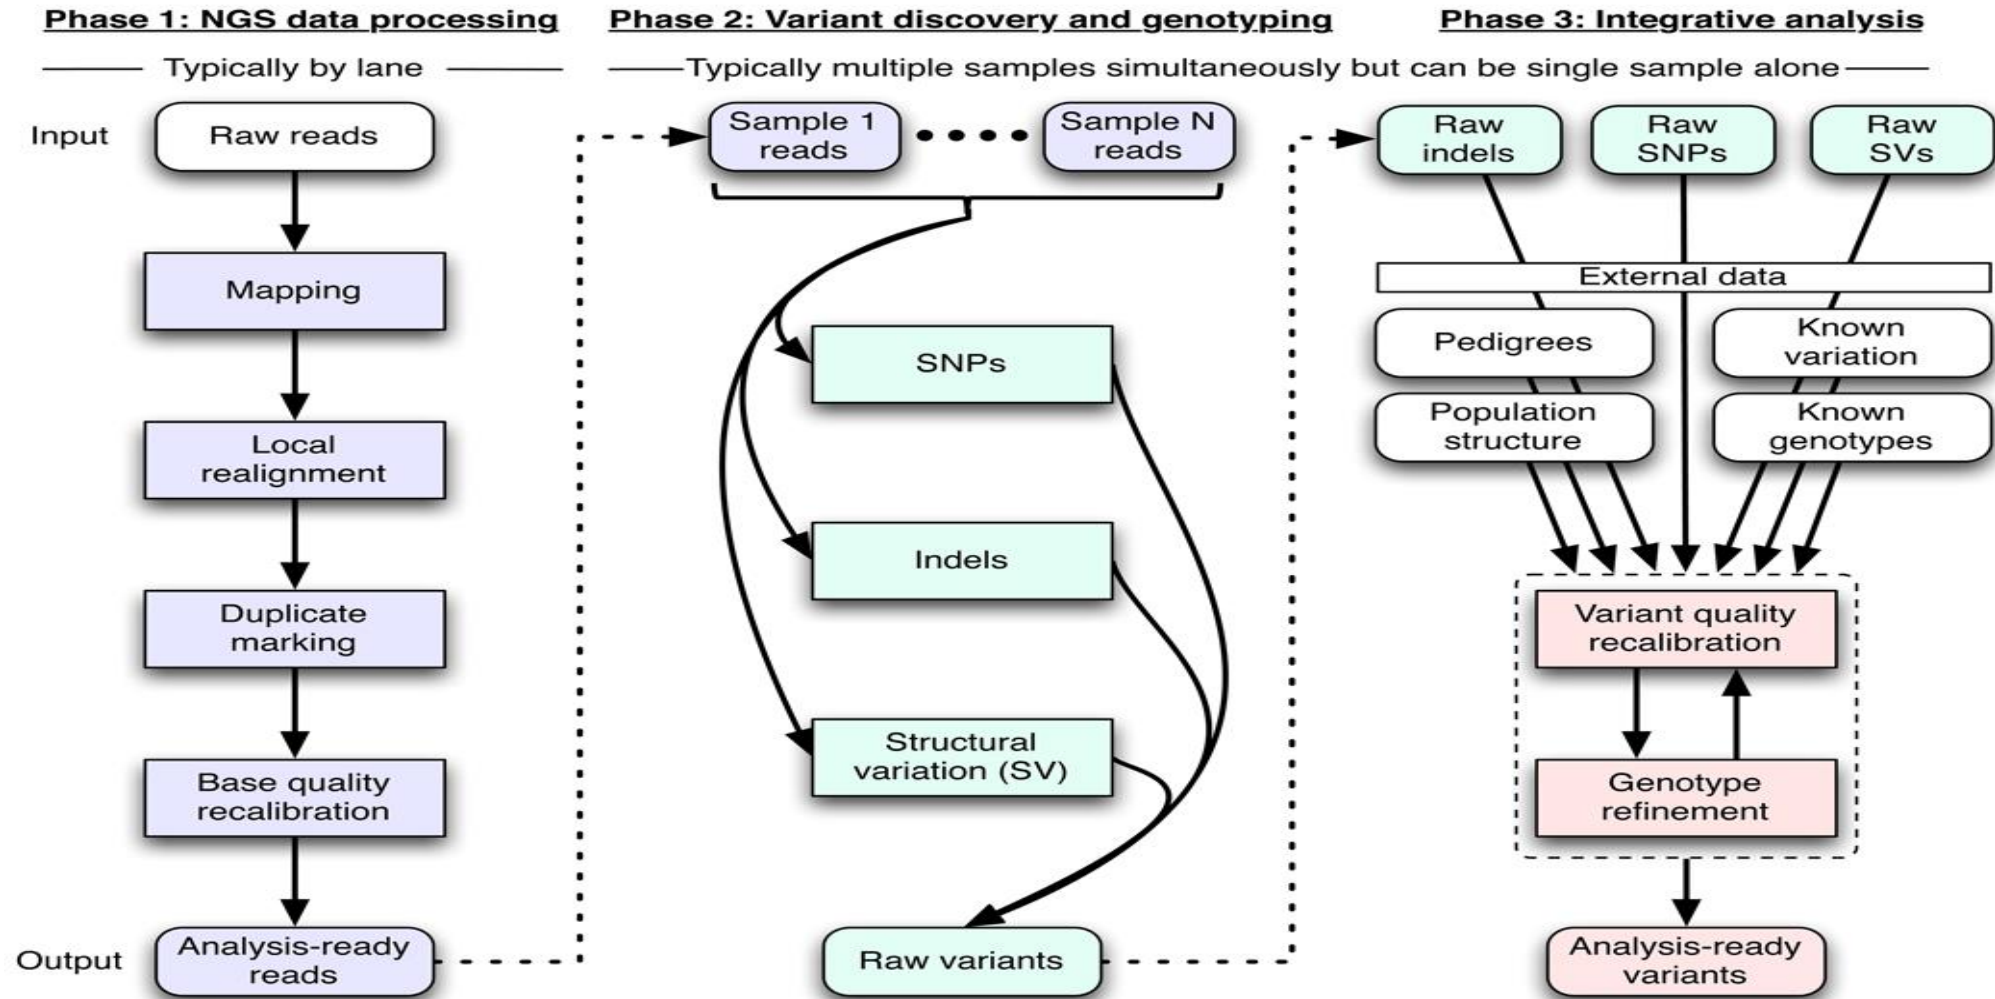 Phase 1: NGS data processing
Typically by lane
Input
Raw reads
Mapping
Local
realignment
Duplicate
marking
Base quality
recalibration
Output
Analysis-ready
reads
Phase 2: Variant discovery and genotyping
Typically multiple samples simultaneously but can be single sample alone
Sample 1
reads
Sample N
reads
SNPs
Indels
Structural
variation (SV)
Raw variants
Phase 3: Integrative analysis
Raw
indels
Raw
SNPs
Raw
SVs
External data
Pedigrees
Known
variation
Population
structure
Known
genotypes
Variant quality
recalibration
Genotype
refinement
Analysis-ready
variants